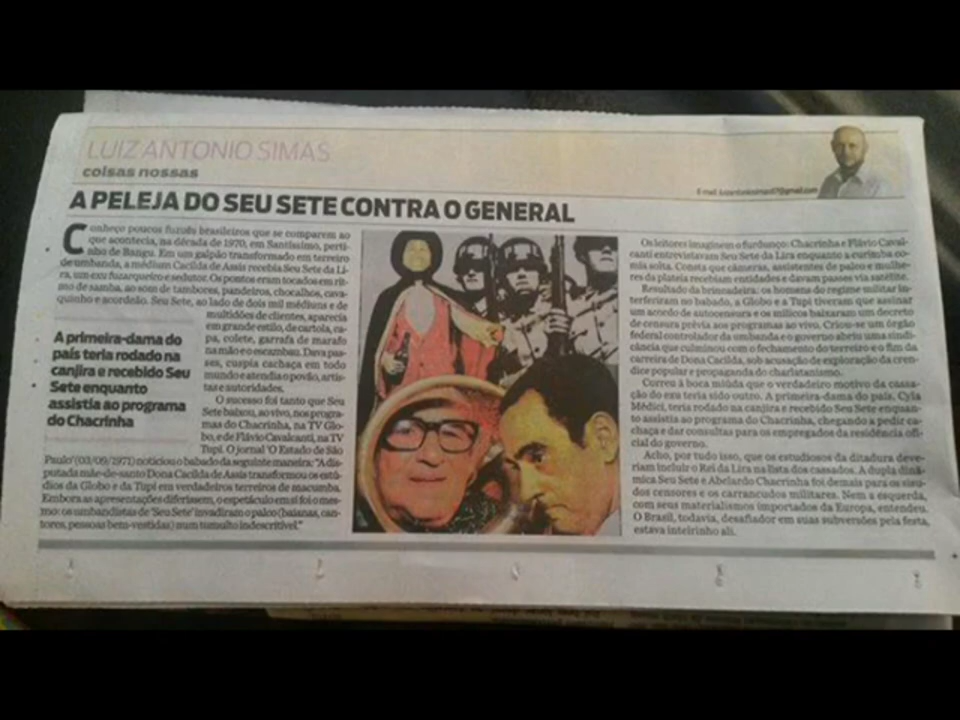 LUIZ ANTONIO SIMAS
coisas nossas
E-mail: luizantoniosimas67@gmail.com
A PELEJA DO SEU SETE CONTRA O GENERAL
Conheço poucos furdunços brasileiros que se comparem ao
que acontecia, na década de 1970, em Santíssimo, perti-
nho de Bangu. Em um galpão transformado em terreiro
de umbanda, a médium Cacilda de Assis recebia Seu Sete da Li-
ra, um exu fuzarqueiro e sedutor. Os pontos eram tocados em rit-
mo de samba, ao som de tambores, pandeiros, chocalhos, cava-
quinho e acordeão. Seu Sete, ao lado de dois mil médiuns e de
multidões de clientes, aparecia
em grande estilo, de cartola, ca-
pa, colete, garrafa de marafo
na mão e o escambau. Dava pas-
ses, cuspia cachaça em todo
mundo e atendia o povão, artis-
tas e autoridades.
O sucesso foi tanto que Seu
Sete baixou, ao vivo, nos progra-
mas do Chacrinha, na TV Glo-
bo, e de Flávio Cavalcanti, na TV
Tupi. O jornal 'O Estado de São
Paulo' (03/09/1971) noticiou o babado da seguinte maneira: "A dis-
putada mãe-de-santo Dona Cacilda de Assis transformou os estú-
dios da Globo e da Tupi em verdadeiros terreiros de macumba.
Embora as apresentações diferissem, o espetáculo em si foi o mes-
mo: os umbandistas de 'Seu Sete' invadiram o palco (baianas, can-
tores, pessoas bem-vestidas) num tumulto indescritível."
A primeira-dama do
país teria rodado na
canjira e recebido Seu
Sete enquanto
assistia ao programa
do Chacrinha
Os leitores imaginem o furdunço: Chacrinha e Flávio Caval-
canti entrevistavam Seu Sete da Lira enquanto a curimba co-
mia solta. Consta que câmeras, assistentes de palco e mulhe-
res da plateia recebiam entidades e davam passes via satélite.
Resultado da brincadeira: os homens do regime militar in-
terferiram no babado, a Globo e a Tupi tiveram que assinar
um acordo de autocensura e os milicos baixaram um decreto
de censura prévia aos programas ao vivo. Criou-se um órgão
federal controlador da umbanda e o governo abriu uma sindi-
cância que culminou com o fechamento do terreiro e o fim da
carreira de Dona Cacilda, sob acusação de exploração da cren-
dice popular e propaganda do charlatanismo.
Correu à boca miúda que o verdadeiro motivo da cassa-
ção do exu teria sido outro. A primeira-dama do país, Cyla
Médici, teria rodado na canjira e recebido Seu Sete enquan-
to assistia ao programa do Chacrinha, chegando a pedir ca-
chaça e dar consultas para os empregados da residência ofi-
cial do governo.
Acho, por tudo isso, que os estudiosos da ditadura deve-
riam incluir o Rei da Lira na lista dos cassados. A dupla dinâ-
mica Seu Sete e Abelardo Chacrinha foi demais para os sisu-
dos censores e os carrancudos militares. Nem a esquerda,
com seus materialismos importados da Europa, entendeu.
O Brasil, todavia, desafiador em suas subversões pela festa,
estava inteirinho ali.